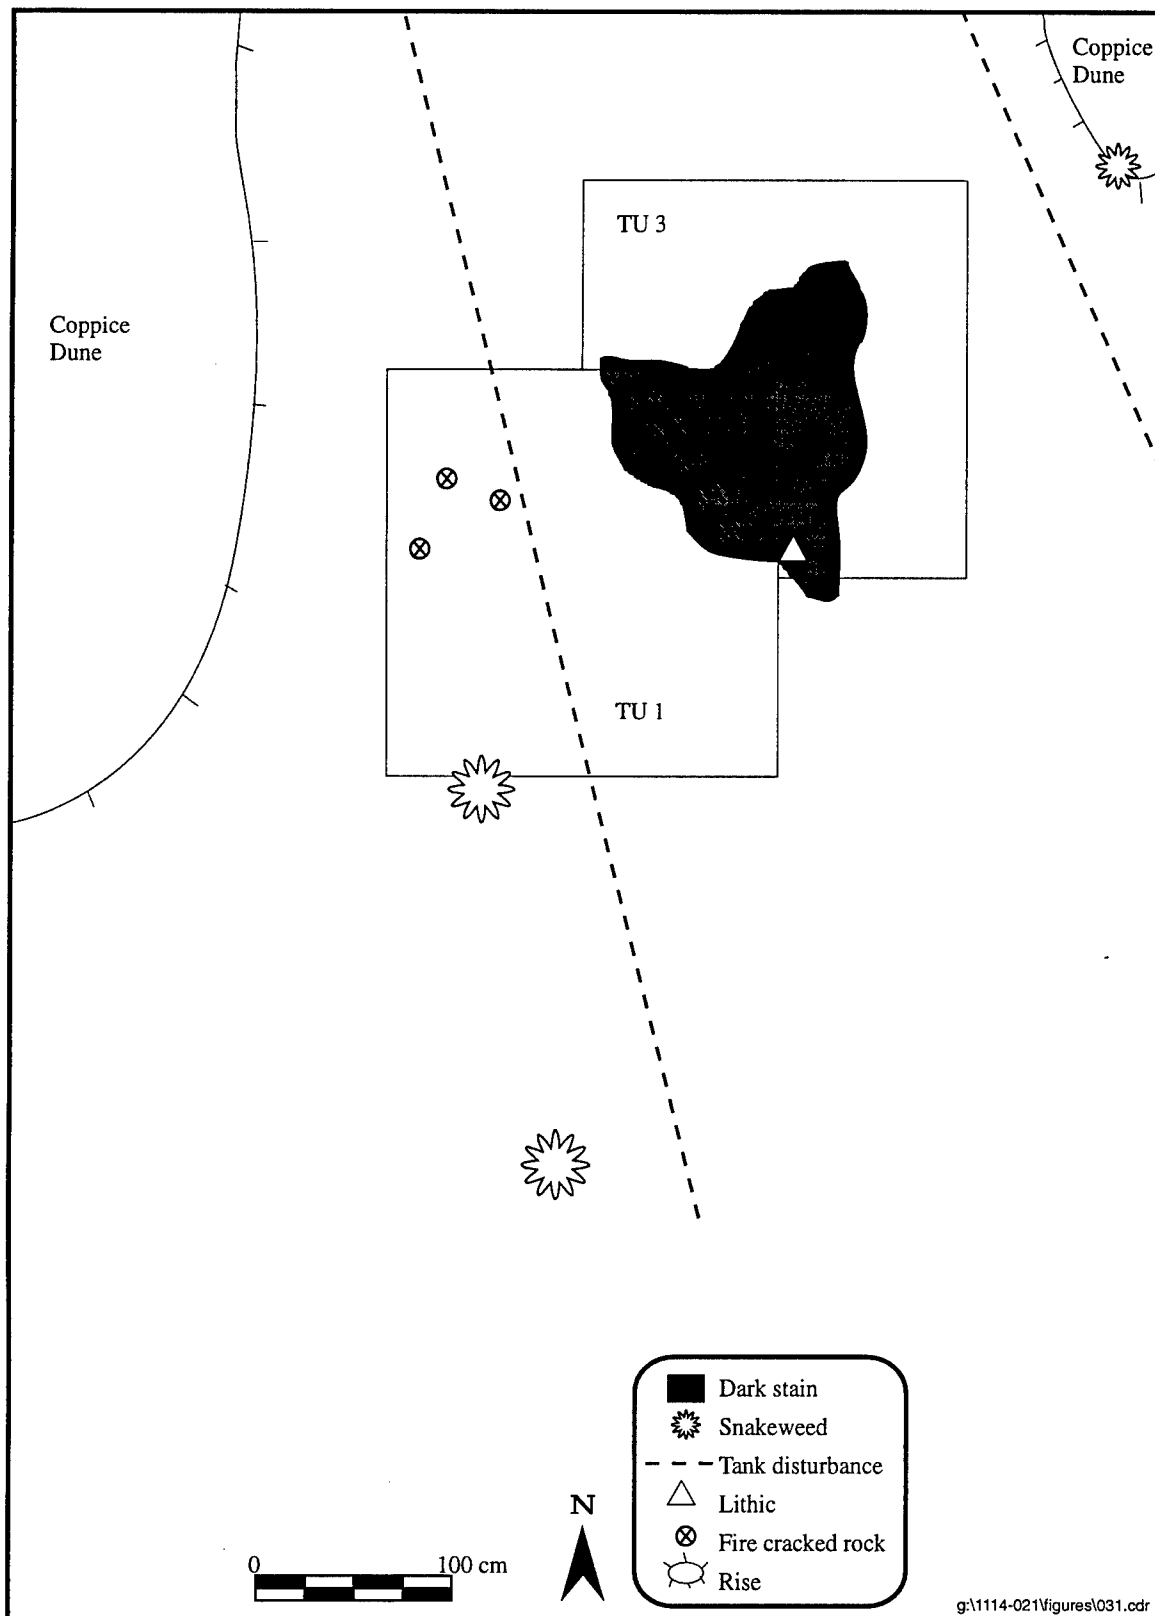 Coppice
Dune
TU 3
Coppice
Dune
TU 1
Dark stain
Snakeweed
Tank disturbance
Lithic
Fire cracked rock
Rise
N
0 100 cm
g:\1114-021\figures\031.cdr